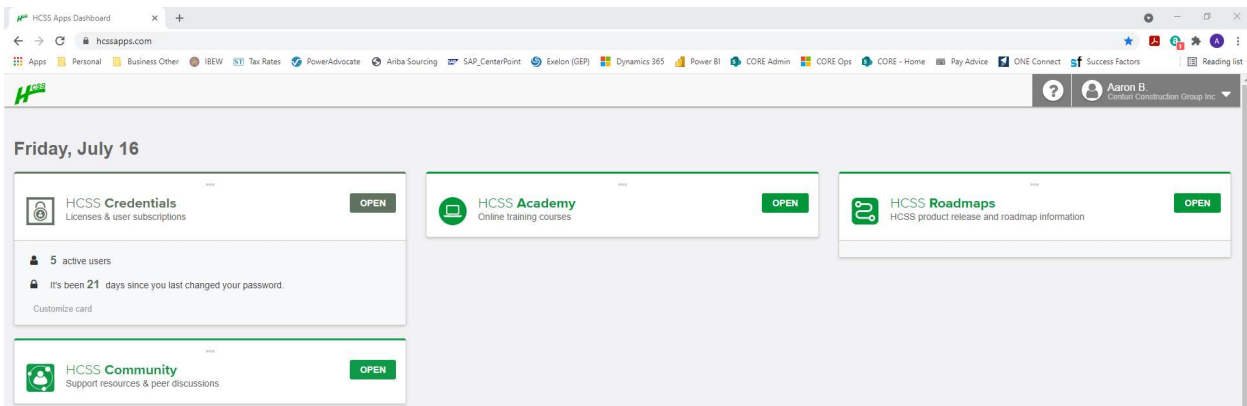 HCSS HCSS Apps Dashboard
hcssapps.com
Apps Personal Business Other IBEW ST Tax Rates PowerAdvocate Ariba Sourcing SAP_CenterPoint Exelon (GEP) Dynamics 365 Power BI CORE Admin CORE Ops CORE - Home Pay Advice ONE Connect Sf Success Factors Reading list
HCSS
? Aaron B.
Centuri Construction Group Inc
Friday, July 16
HCSS Credentials
Licenses & user subscriptions
OPEN
5 active users
It's been 21 days since you last changed your password.
Customize card
HCSS Academy
Online training courses
OPEN
HCSS Roadmaps
HCSS product release and roadmap information
OPEN
HCSS Community
Support resources & peer discussions
OPEN